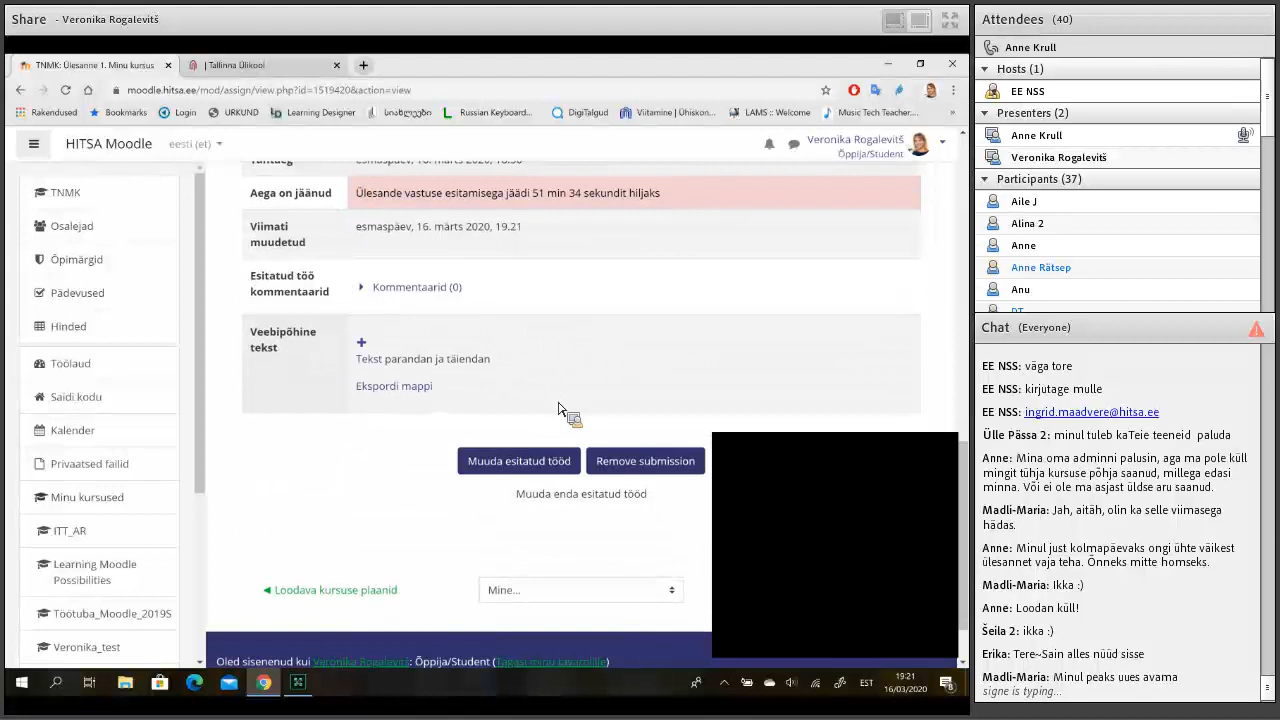 Share - Veronika Rogalevitš
TNMK: Ülesanne 1. Minu kursus
| Tallinna Ülikool
moodle.hitsa.ee/mod/assign/view.php?id=1519420&action=view
Rakendused
Õppimiskogukond
Login
URKUND
სიახლეები
Russian Keyboard...
DigiTalgud
Viitamine | Ühiskon...
LAMS :: Welcome
Music Tech Teacher,...
HITSA Moodle
eesti (et)
Veronika Rogalevitš
Õppija/Student
TNMK
Osalejad
Õpimärgid
Pädevused
Hinded
Töölaud
Saidi kodu
Kalender
Privaatsed failid
Minu kursused
ITT_AR
Learning Moodle
Possibilities
Töötuba_Moodle_2019S
Veronika_test
Aega on jäänud
Ülesande vastuse esitamisega jäädi 51 min 34 sekundit hiljaks
Viimati
muudetud
esmaspäev, 16. märts 2020, 19.21
Esitatud töö
kommentaarid
Kommentaarid (0)
Veebipõhine
tekst
Tekst parandan ja täiendan
Ekspordi mappi
Muuda esitatud tööd
Remove submission
Muuda enda esitatud tööd
◄ Loodava kursuse plaanid
Mine...
Oled sisenenud kui Veronika Rogalevitš: Õppija/Student (Tagasi minu tavarollile)
EST
19:21
16/03/2020
8
Attendees (40)
Anne Krull
Hosts (1)
EE NSS
Presenters (2)
Anne Krull
Veronika Rogalevitš
Participants (37)
Aile J
Alina 2
Anne
Anne Rätsep
Anu
Chat (Everyone)
EE NSS: väga tore
EE NSS: kirjutage mulle
EE NSS: ingrid.maadvere@hitsa.ee
Ülle Pässa 2: minul tuleb kaTeie teeneid paluda
Anne: Mina oma adminni palusin, aga ma pole küll
mingit tühja kursuse põhja saanud, millega edasi
minna. Või ei ole ma asjast üldse aru saanud.
Madli-Maria: Jah, aitäh, olin ka selle viimasega
hädas.
Anne: Minul just kolmapäevaks ongi ühte väikest
ülesannet vaja teha. Õnneks mitte homseks.
Madli-Maria: Ikka :)
Anne: Loodan küll!
Šeila 2: ikka :)
Erika: Tere~Sain alles nüüd sisse
Madli-Maria: Minul peaks uues avama
signe is typing...